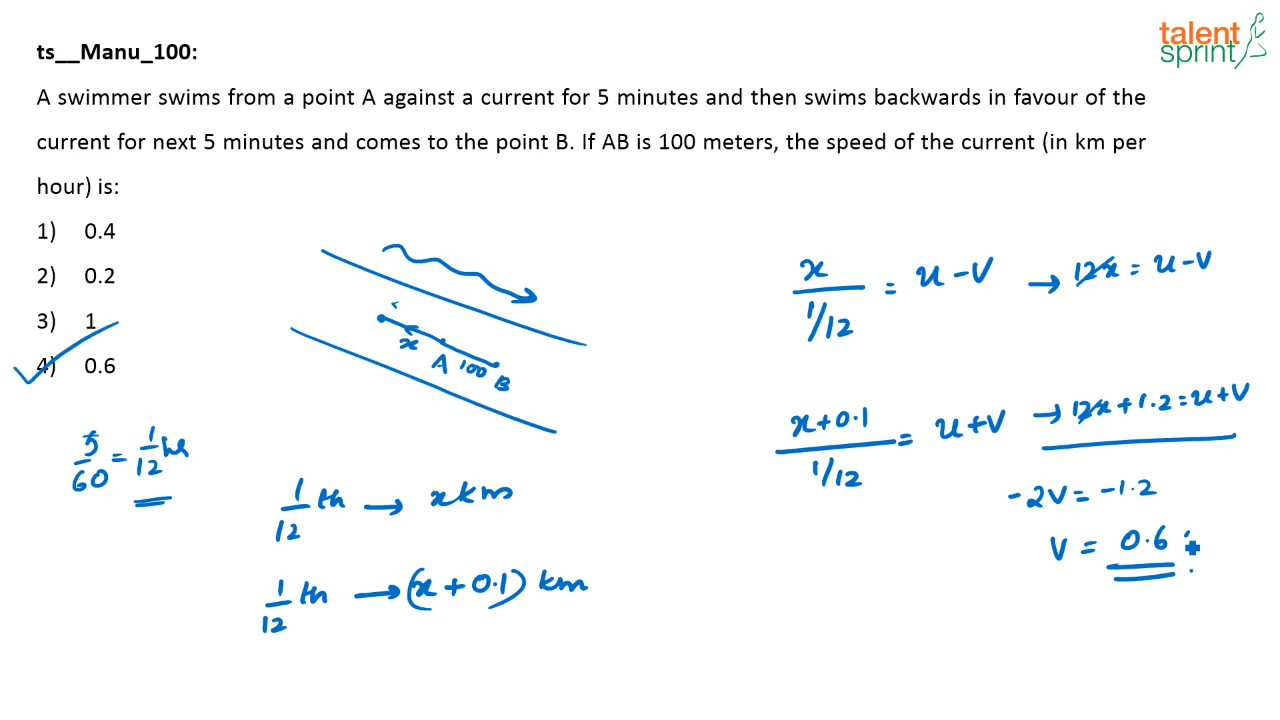 talent
sprint
ts__Manu_100:
A swimmer swims from a point A against a current for 5 minutes and then swims backwards in favour of the
current for next 5 minutes and comes to the point B. If AB is 100 meters, the speed of the current (in km per
hour) is:
1) 0.4
2) 0.2
3) 1
4) 0.6
x A 100 B
5/60 = 1/12 hr
1/12 th → x kms
1/12 th → (x + 0.1) km
x / 1/12 = u - v → 12x = u - v
x + 0.1 / 1/12 = u + v → 12x + 1.2 = u + v
-2v = -1.2
v = 0.6